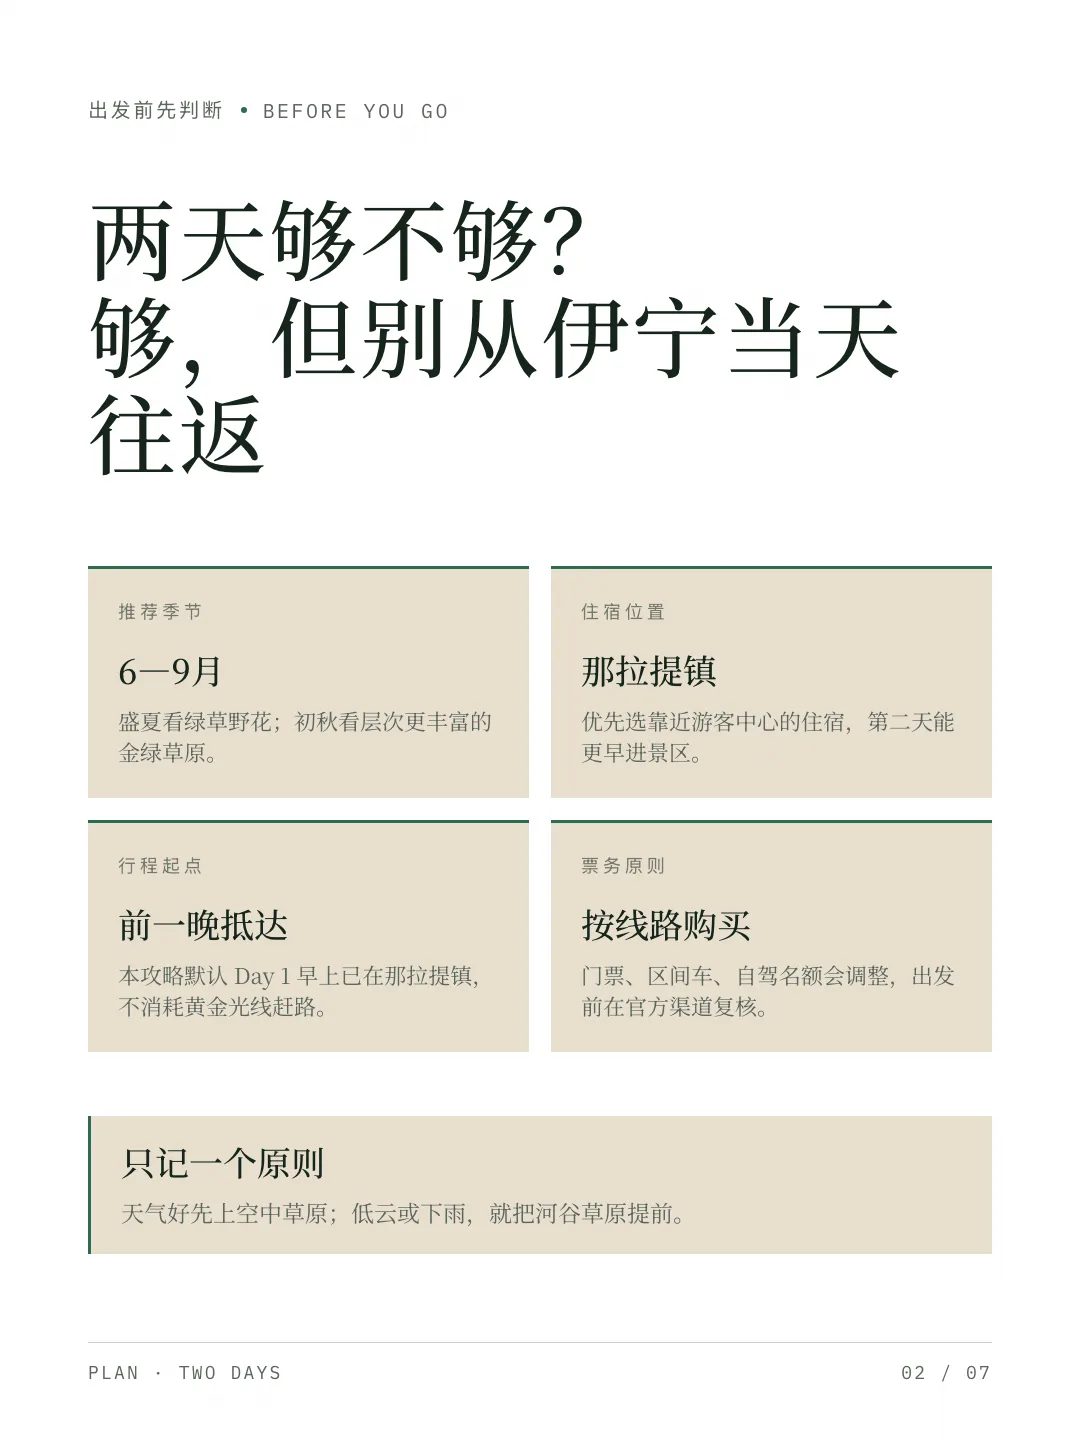 出发前先判断 • BEFORE YOU GO
两天够不够？
够，但别从伊宁当天
往返
推荐季节
6—9月
盛夏看绿草野花；初秋看层次更丰富的
金绿草原。
住宿位置
那拉提镇
优先选靠近游客中心的住宿，第二天能
更早进景区。
行程起点
前一晚抵达
本攻略默认 Day 1 早上已在那拉提镇，
不消耗黄金光线赶路。
票务原则
按线路购买
门票、区间车、自驾名额会调整，出发
前在官方渠道复核。
只记一个原则
天气好先上空中草原；低云或下雨，就把河谷草原提前。
PLAN · TWO DAYS
02 / 07